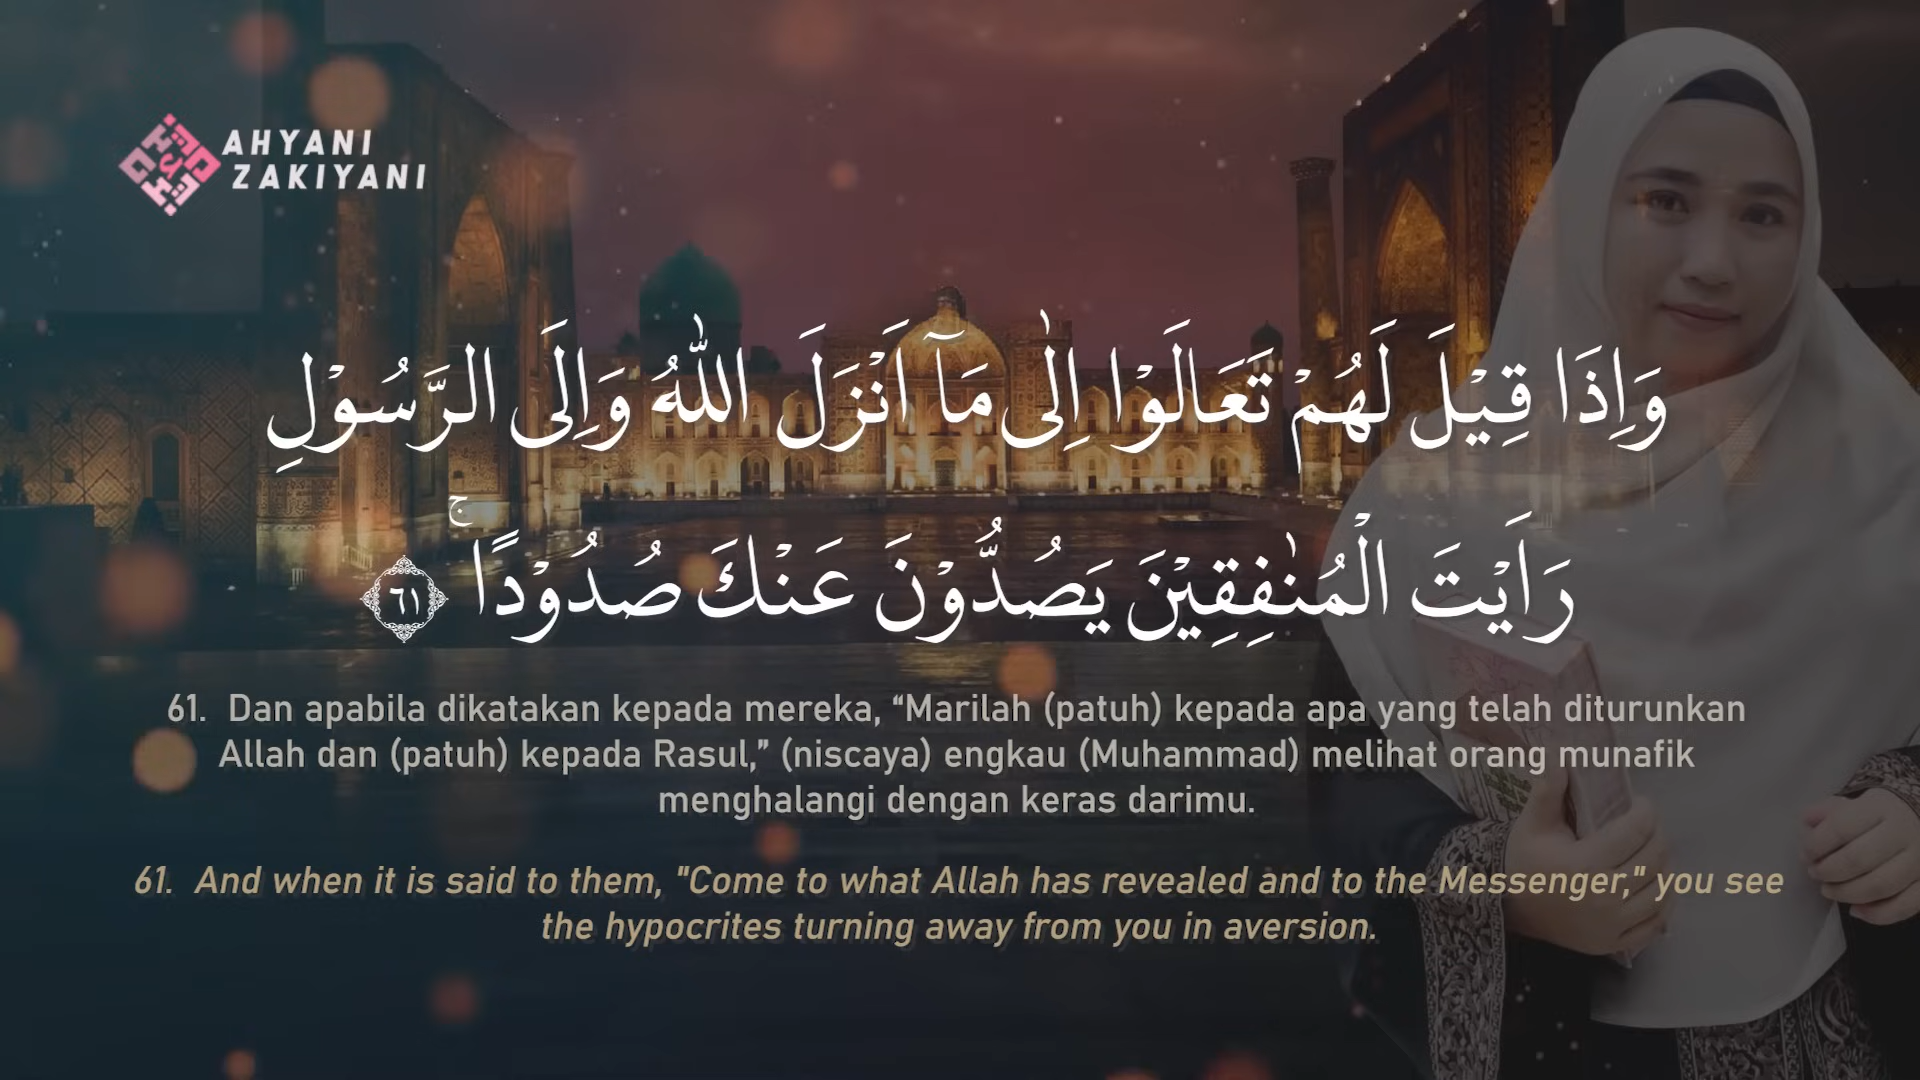 AHYANI
ZAKIYANI
وَاِذَا قِيْلَ لَهُمْ تَعَالَوْا اِلٰى مَآ اَنْزَلَ اللّٰهُ وَاِلَى الرَّسُوْلِ
رَاَيْتَ الْمُنٰفِقِيْنَ يَصُدُّوْنَ عَنْكَ صُدُوْدًاۚ ٦١
61. Dan apabila dikatakan kepada mereka, “Marilah (patuh) kepada apa yang telah diturunkan
Allah dan (patuh) kepada Rasul,” (niscaya) engkau (Muhammad) melihat orang munafik
menghalangi dengan keras darimu.
61. And when it is said to them, "Come to what Allah has revealed and to the Messenger," you see
the hypocrites turning away from you in aversion.